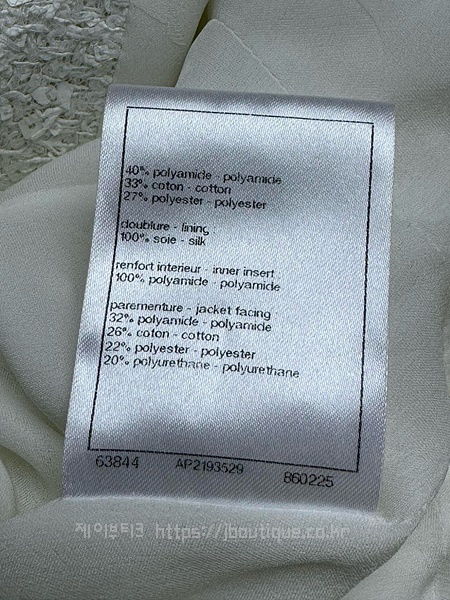 40% polyamide - polyamide
33% coton - cotton
27% polyester - polyester
doublure - lining
100% soie - silk
renfort interieur - inner insert
100% polyamide - polyamide
parementure - jacket facing
32% polyamide - polyamide
26% coton - cotton
22% polyester - polyester
20% polyurethane - polyurethane
63844 AP2193529 860225
제이브티크 https://jboutique.co.kr